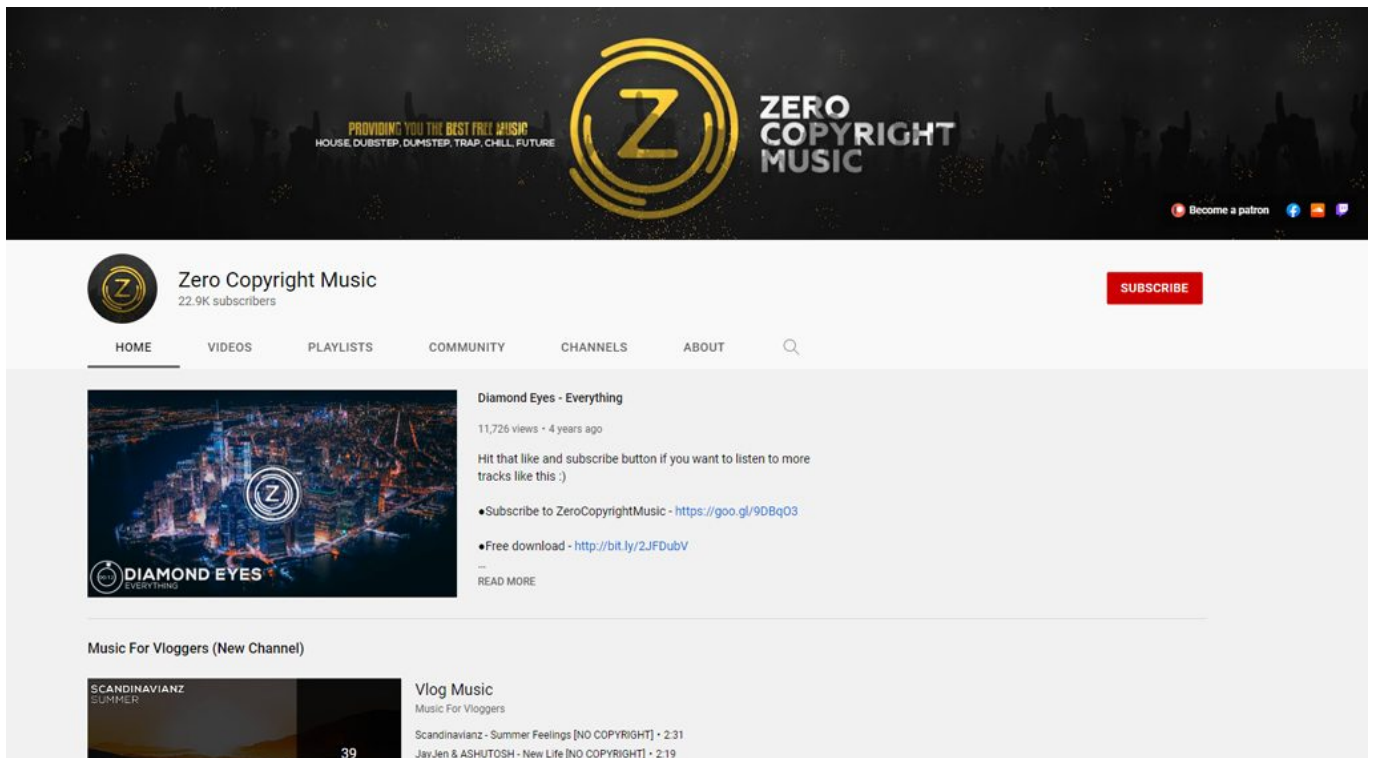 PROVIDING YOU THE BEST FREE MUSIC
HOUSE, DUBSTEP, DUMSTEP, TRAP, CHILL, FUTURE
Z
ZERO
COPYRIGHT
MUSIC
Become a patron
Z
Zero Copyright Music
22.9K subscribers
SUBSCRIBE
HOME VIDEOS PLAYLISTS COMMUNITY CHANNELS ABOUT
Z
00:12
DIAMOND EYES
EVERYTHING
Diamond Eyes - Everything
11,726 views • 4 years ago
Hit that like and subscribe button if you want to listen to more
tracks like this :)
●Subscribe to ZeroCopyrightMusic - https://goo.gl/9DBqO3
●Free download - http://bit.ly/2JFDubV
...
READ MORE
Music For Vloggers (New Channel)
SCANDINAVIANZ
SUMMER
39
Vlog Music
Music For Vloggers
Scandinavianz - Summer Feelings [NO COPYRIGHT] • 2:31
JayJen & ASHUTOSH - New Life [NO COPYRIGHT] • 2:19